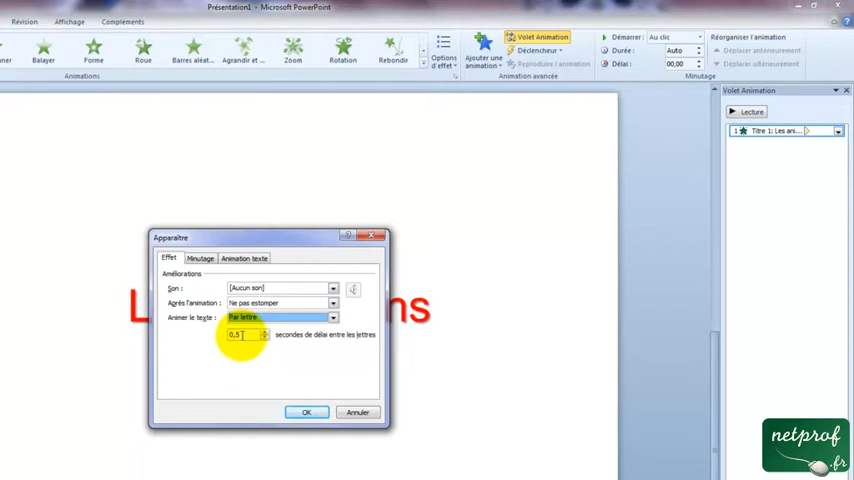 Présentation1 - Microsoft PowerPoint
Révision Affichage Compléments
Balayer Forme Roue Barres aléat... Agrandir et ... Zoom Rotation Rebondir
Options d'effet
Ajouter une animation
Volet Animation
Déclencheur
Reproduire l'animation
Démarrer: Au clic
Durée: Auto
Délai: 00,00
Réorganiser l'animation
Déplacer antérieurement
Déplacer ultérieurement
Animations Animation avancée Minutage
Volet Animation
Lecture
1 Titre 1: Les ani...
Apparaître
Effet Minutage Animation texte
Améliorations
Son : [Aucun son]
Après l'animation : Ne pas estomper
Animer le texte : Par lettre
0,5 secondes de délai entre les lettres
OK Annuler
L ns
netprof
.fr